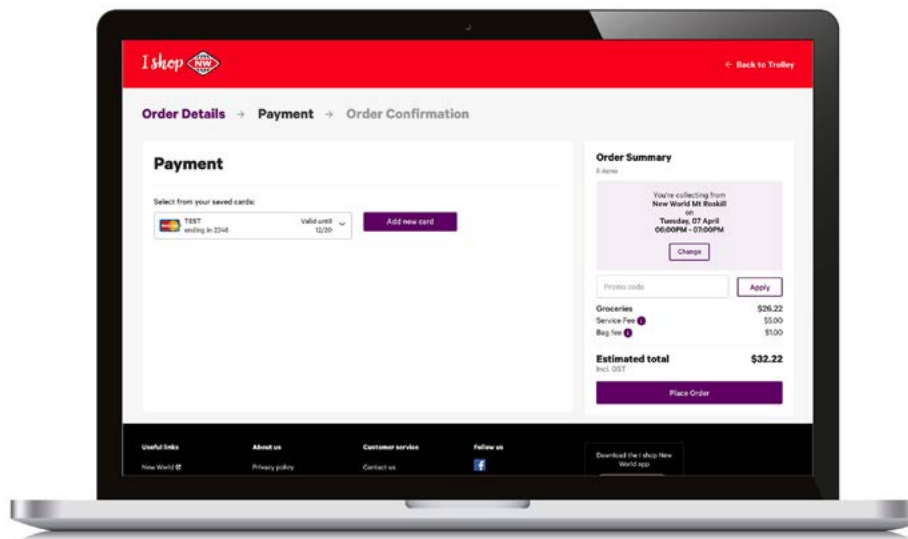 I shop NW
← Back to Trolley
Order Details → Payment → Order Confirmation
Payment
Select from your saved cards:
TEST
ending in 2346
Valid until
12/20
Add new card
Order Summary
items
You're collecting from
New World Mt Roskill
on
Tuesday, 07 April
06:00PM - 07:00PM
Change
Promo code
Apply
Groceries $26.22
Service Fee $5.00
Bag fee $1.00
Estimated total $32.22
Incl. GST
Place Order
Useful links
New World
About us
Privacy policy
Customer service
Contact us
Follow us
Download the I shop New
World app